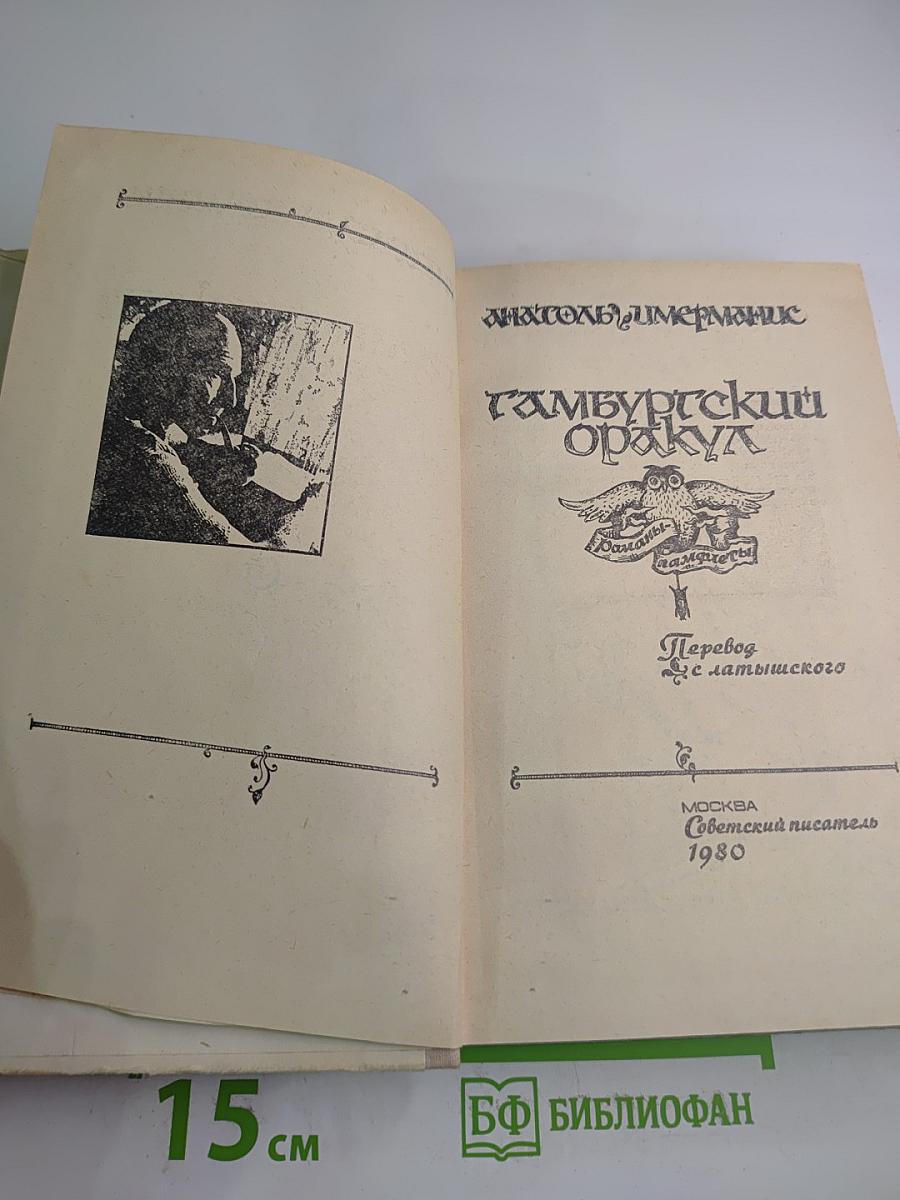 Анатоль Имерманис
Гамбургский
оракул
Романы-
памфлеты
Перевод
с латышского
МОСКВА
Советский писатель
1980
15 см
БФ БИБЛИОФАН